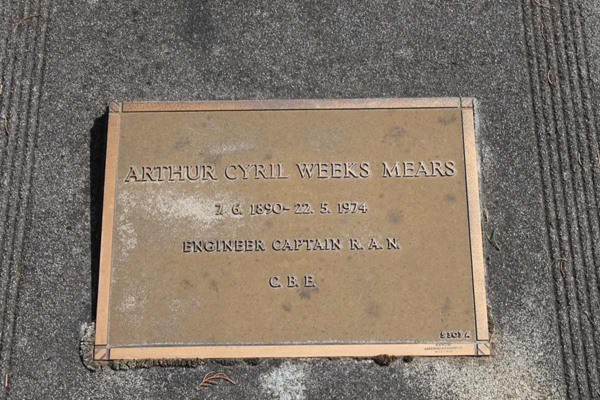 ARTHUR CYRIL WEEKS MEARS
7. 6. 1890-22. 5. 1974
ENGINEER CAPTAIN R. A. N.
C. B. E.